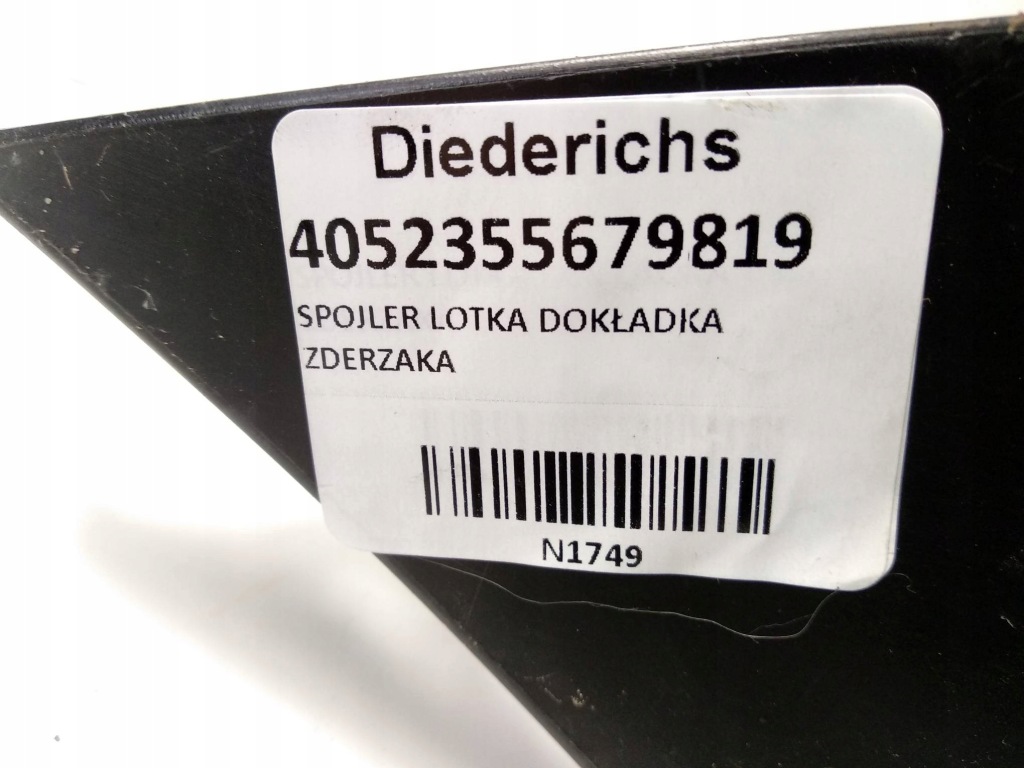 Diederichs
4052355679819
SPOJLER LOTKA DOKŁADKA
ZDERZAKA
N1749